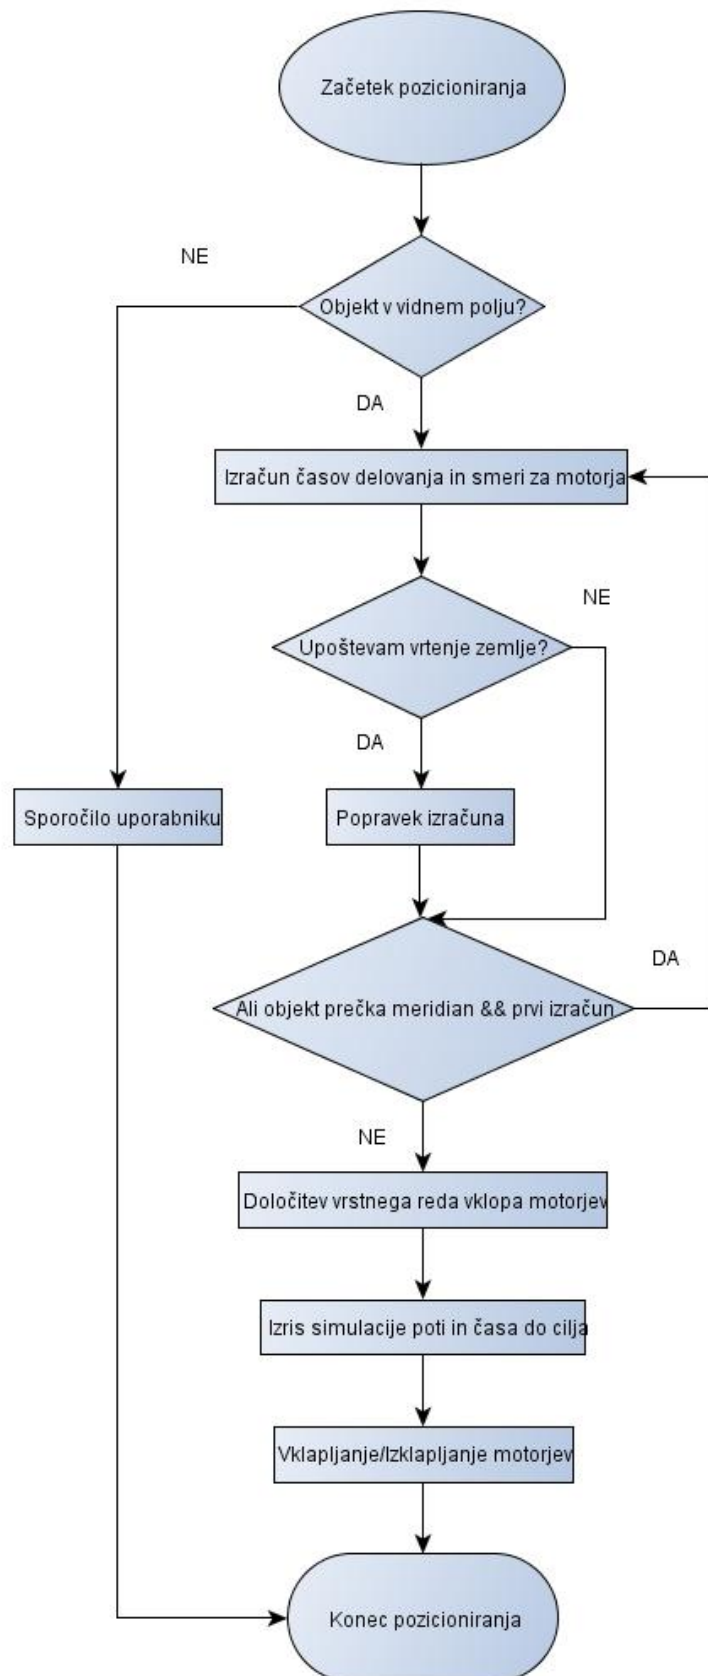 Začetek pozicioniranja
NE
Objekt v vidnem polju?
DA
Izračun časov delovanja in smeri za motorja
NE
Upoštevam vrtenje zemlje?
DA
Sporočilo uporabniku
Popravek izračuna
DA
Ali objekt prečka meridian && prvi izračun
NE
Določitev vrstnega reda vklopa motorjev
Izris simulacije poti in časa do cilja
Vklapljanje/Izklapljanje motorjev
Konec pozicioniranja